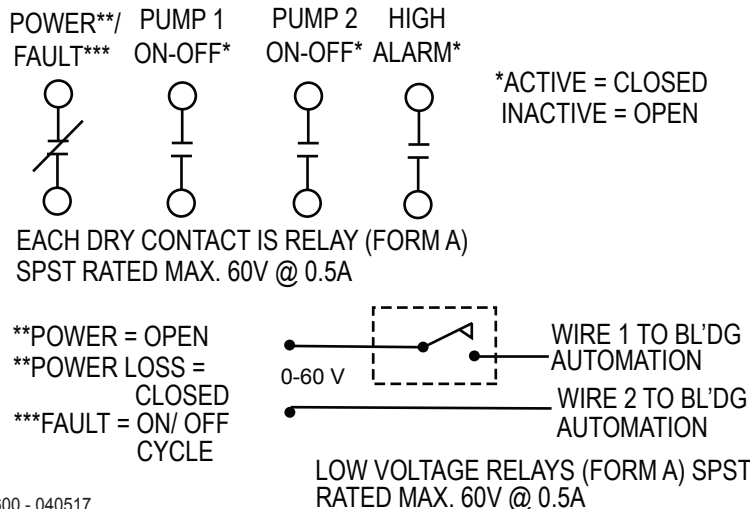 POWER**/
FAULT***
PUMP 1
ON-OFF*
PUMP 2
ON-OFF*
HIGH
ALARM*
*ACTIVE = CLOSED
INACTIVE = OPEN
EACH DRY CONTACT IS RELAY (FORM A)
SPST RATED MAX. 60V @ 0.5A
**POWER = OPEN
**POWER LOSS =
CLOSED
***FAULT = ON/ OFF
CYCLE
0-60 V
WIRE 1 TO BL'DG
AUTOMATION
WIRE 2 TO BL'DG
AUTOMATION
LOW VOLTAGE RELAYS (FORM A) SPST
RATED MAX. 60V @ 0.5A
600 - 040517